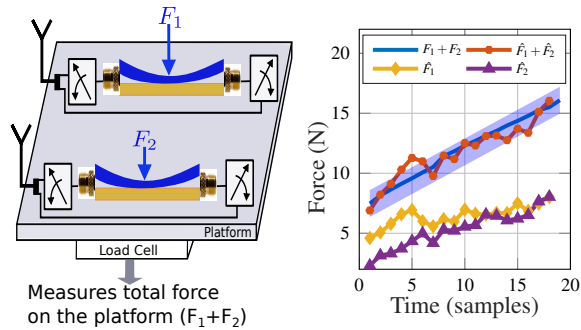 F₁
F₂
Platform
Load Cell
Measures total force
on the platform (F₁+F₂)
F₁ + F₂
F̂₁ + F̂₂
F̂₁
F̂₂
Force (N)
20
15
10
5
0
5
10
15
20
Time (samples)